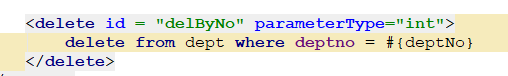 <delete id = "delByNo" parameterType="int">
delete from dept where deptno = #{deptNo}
</delete>